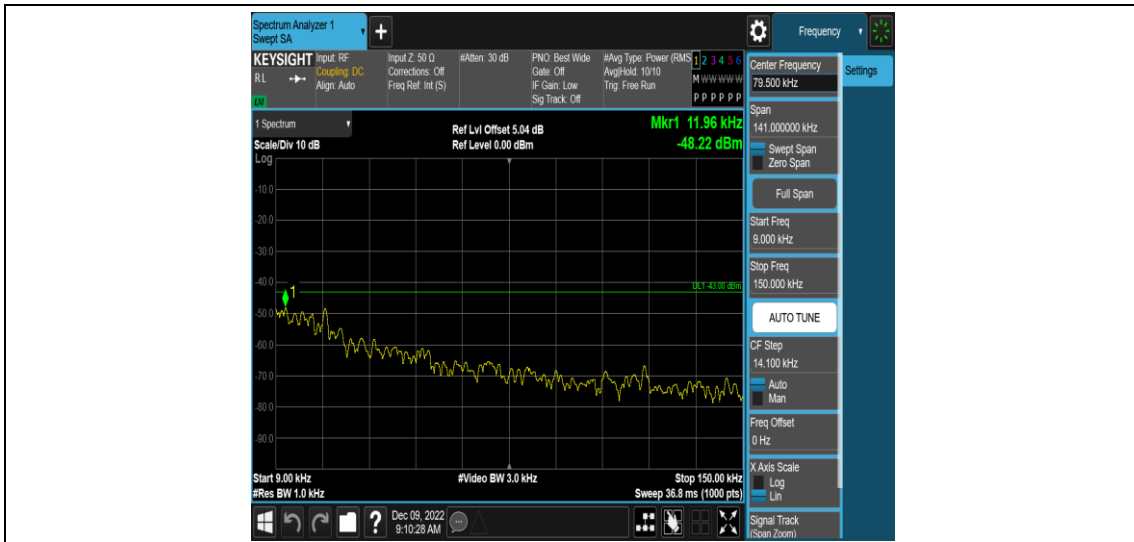 Spectrum Analyzer 1
Swept SA
+
Frequency
KEYSIGHT
RL
LXI
Input: RF
Coupling: DC
Align: Auto
Input Z: 50 Ω
Corrections: Off
Freq Ref: Int (S)
#Atten: 30 dB
PNO: Best Wide
Gate: Off
IF Gain: Low
Sig Track: Off
#Avg Type: Power (RMS
Avg|Hold: 10/10
Trig: Free Run
1 2 3 4 5 6
M W W W W W
P P P P P P
1 Spectrum
Scale/Div 10 dB
Log
Ref Lvl Offset 5.04 dB
Ref Level 0.00 dBm
Mkr1 11.96 kHz
-48.22 dBm
-10.0
-20.0
-30.0
-40.0
-50.0
-60.0
-70.0
-80.0
-90.0
1
DL1 -43.00 dBm
Start 9.00 kHz
#Res BW 1.0 kHz
#Video BW 3.0 kHz
Stop 150.00 kHz
Sweep 36.8 ms (1000 pts)
Dec 09, 2022
9:10:28 AM
?
Center Frequency
79.500 kHz
Settings
Span
141.000000 kHz
Swept Span
Zero Span
Full Span
Start Freq
9.000 kHz
Stop Freq
150.000 kHz
AUTO TUNE
CF Step
14.100 kHz
Auto
Man
Freq Offset
0 Hz
X Axis Scale
Log
Lin
Signal Track
(Span Zoom)